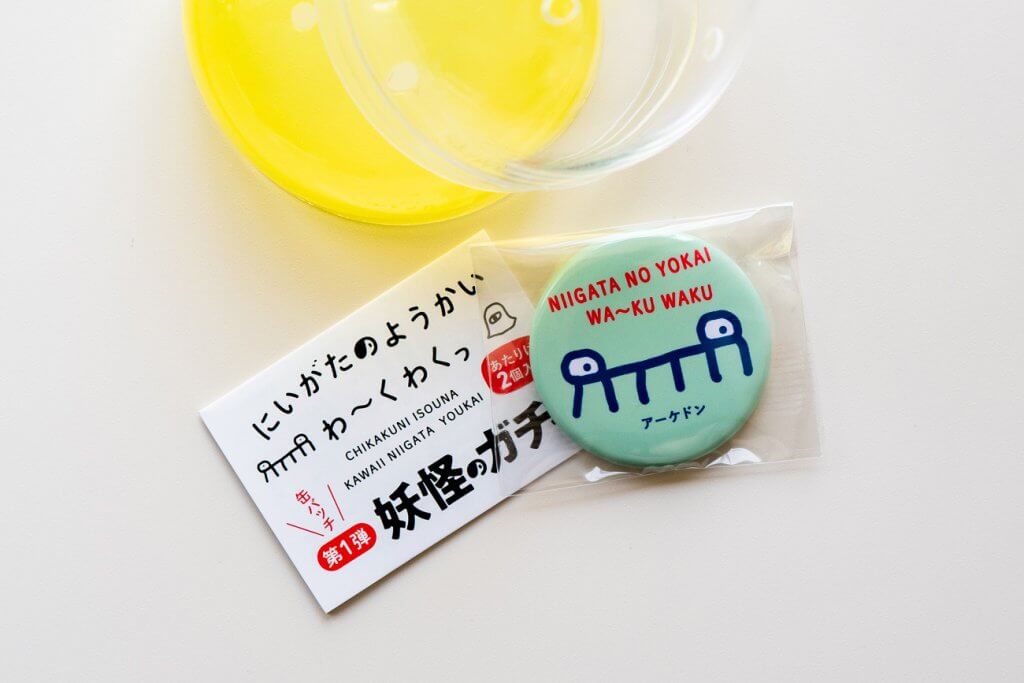 にいがたのようかい
わ〜くわくっ
CHIKAKUNI ISOUNA
KAWAII NIIGATA YOUKAI
あたりは
2個入
缶バッチ
第1弾
妖怪のガチ
NIIGATA NO YOKAI
WA〜KU WAKU
アーケドン